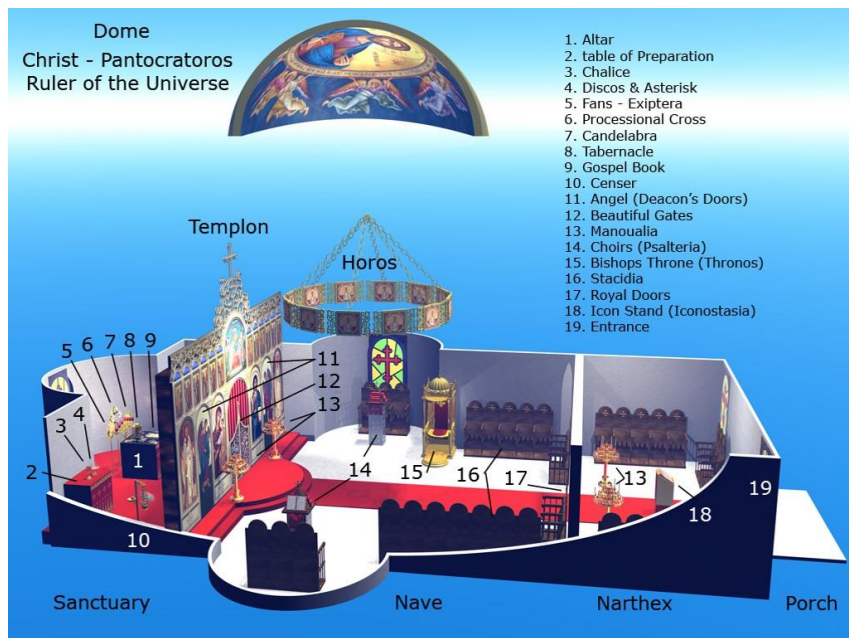 Dome
Christ - Pantocratoros
Ruler of the Universe
1. Altar
2. table of Preparation
3. Chalice
4. Discos & Asterisk
5. Fans - Exiptera
6. Processional Cross
7. Candelabra
8. Tabernacle
9. Gospel Book
10. Censer
11. Angel (Deacon's Doors)
12. Beautiful Gates
13. Manoualia
14. Choirs (Psalteria)
15. Bishops Throne (Thronos)
16. Stacidia
17. Royal Doors
18. Icon Stand (Iconostasia)
19. Entrance
Templon
Horos
5 6 7 8 9
11
12
13
3 4
2
1
14
15
16
17
13
18
19
10
Sanctuary
Nave
Narthex
Porch